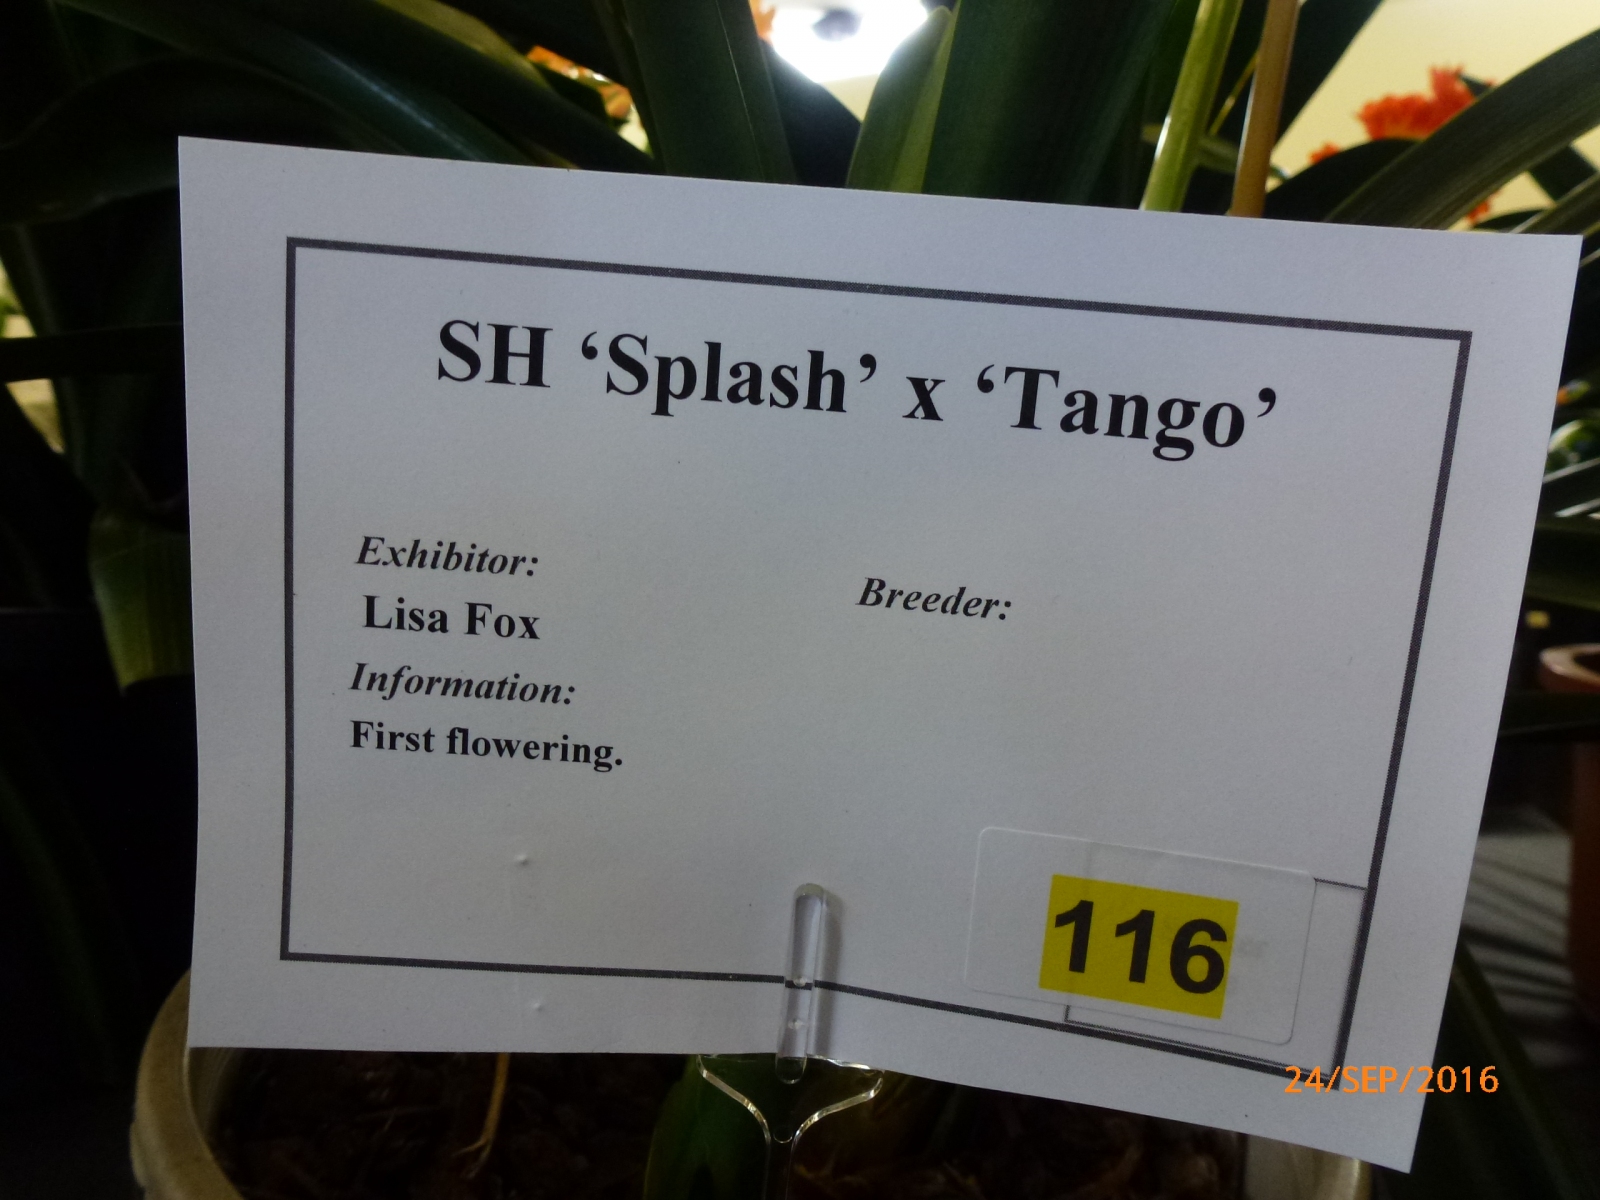 SH ‘Splash’ x ‘Tango’
Exhibitor:
Breeder:
Lisa Fox
Information:
First flowering.
116
24/SEP/2016